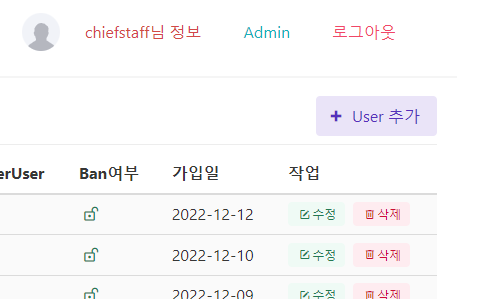 chiefstaff님 정보 Admin 로그아웃
+ User 추가
erUser Ban여부 가입일 작업
2022-12-12 수정 삭제
2022-12-10 수정 삭제
2022-12-09 수정 삭제